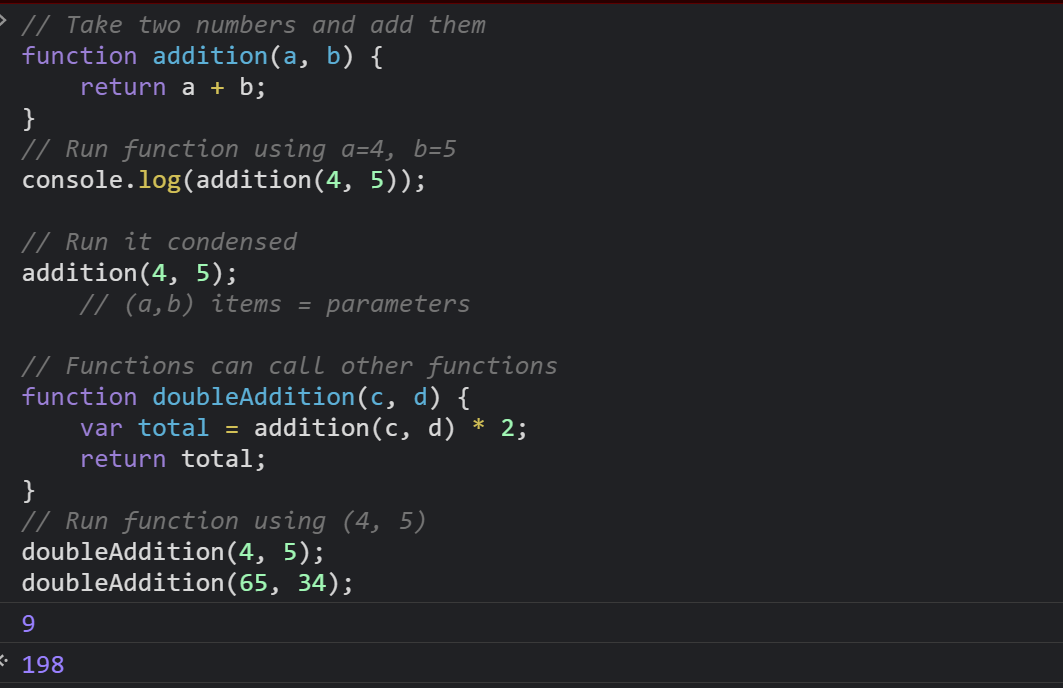 // Take two numbers and add them
function addition(a, b) {
    return a + b;
}
// Run function using a=4, b=5
console.log(addition(4, 5));

// Run it condensed
addition(4, 5);
    // (a,b) items = parameters

// Functions can call other functions
function doubleAddition(c, d) {
    var total = addition(c, d) * 2;
    return total;
}
// Run function using (4, 5)
doubleAddition(4, 5);
doubleAddition(65, 34);
9
198